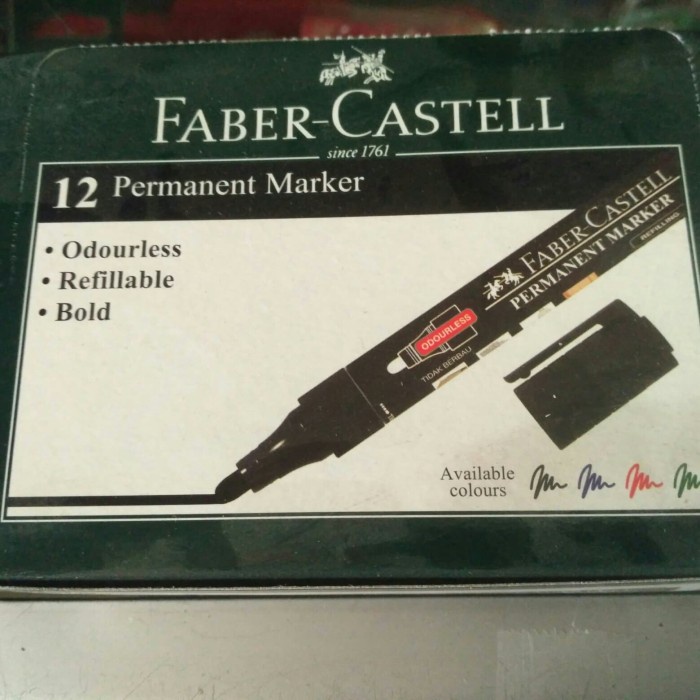 FABER-CASTELL
since 1761
12 Permanent Marker
• Odourless
• Refillable
• Bold
FABER-CASTELL
PERMANENT MARKER
REFILLING
ODOURLESS
TIDAK BERBAU
Available
colours